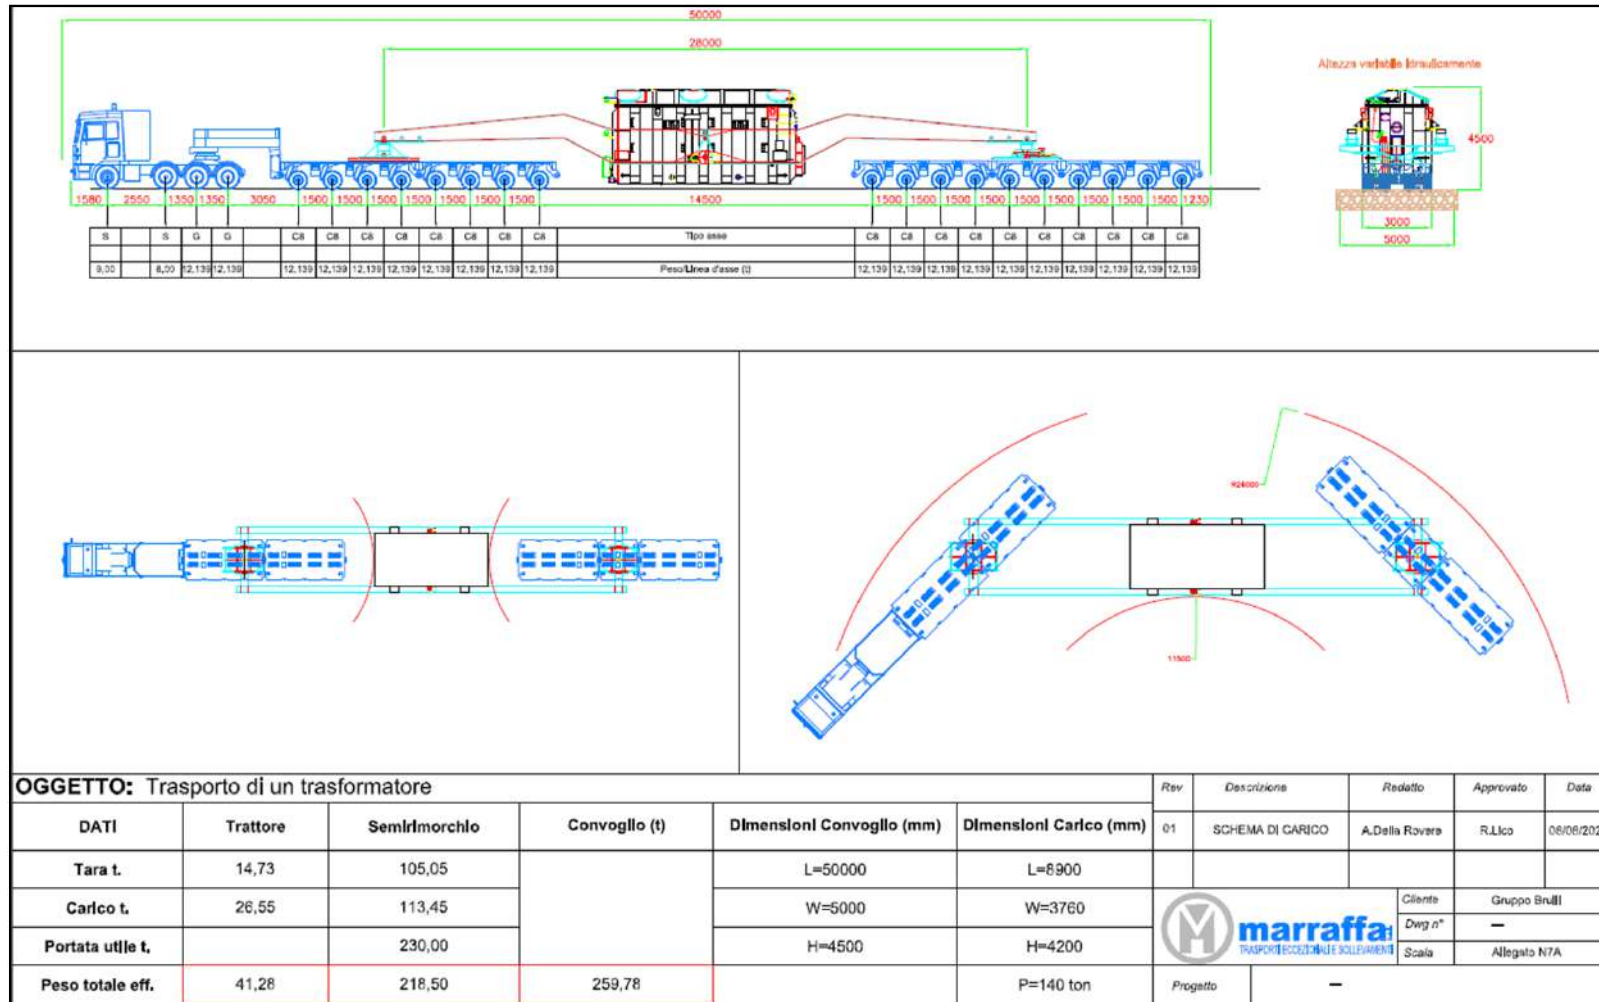 50000
28000
Altezza variabile idraulicamente
4500
1580 2550 1350 1350 3050 1500 1500 1500 1500 1500 1500 1500 14500 1500 1500 1500 1500 1500 1500 1500 1500 1500 1230
3000
5000
S S G G C8 C8 C8 C8 C8 C8 C8 C8 Tipo asse C8 C8 C8 C8 C8 C8 C8 C8 C8 C8
9,00 8,00 12,139 12,139 12,139 12,139 12,139 12,139 12,139 12,139 12,139 12,139 Peso/Linea d'asse (t) 12,139 12,139 12,139 12,139 12,139 12,139 12,139 12,139 12,139 12,139
R24000
11500
OGGETTO: Trasporto di un trasformatore
Rev Descrizione Redatto Approvato Data
DATI Trattore Semirimorchio Convoglio (t) Dimensioni Convoglio (mm) Dimensioni Carico (mm)
01 SCHEMA DI CARICO A.Della Rovere R.Lico 06/08/202
Tara t. 14,73 105,05 L=50000 L=8900
Carico t. 26,55 113,45 W=5000 W=3760
Cliente Gruppo Brulli
marraffa
Dwg n° —
TRASPORTI ECCEZIONALI E SOLLEVAMENTI
Portata utile t. 230,00 H=4500 H=4200
Scala Allegato N7A
Peso totale eff. 41,28 218,50 259,78 P=140 ton
Progetto —